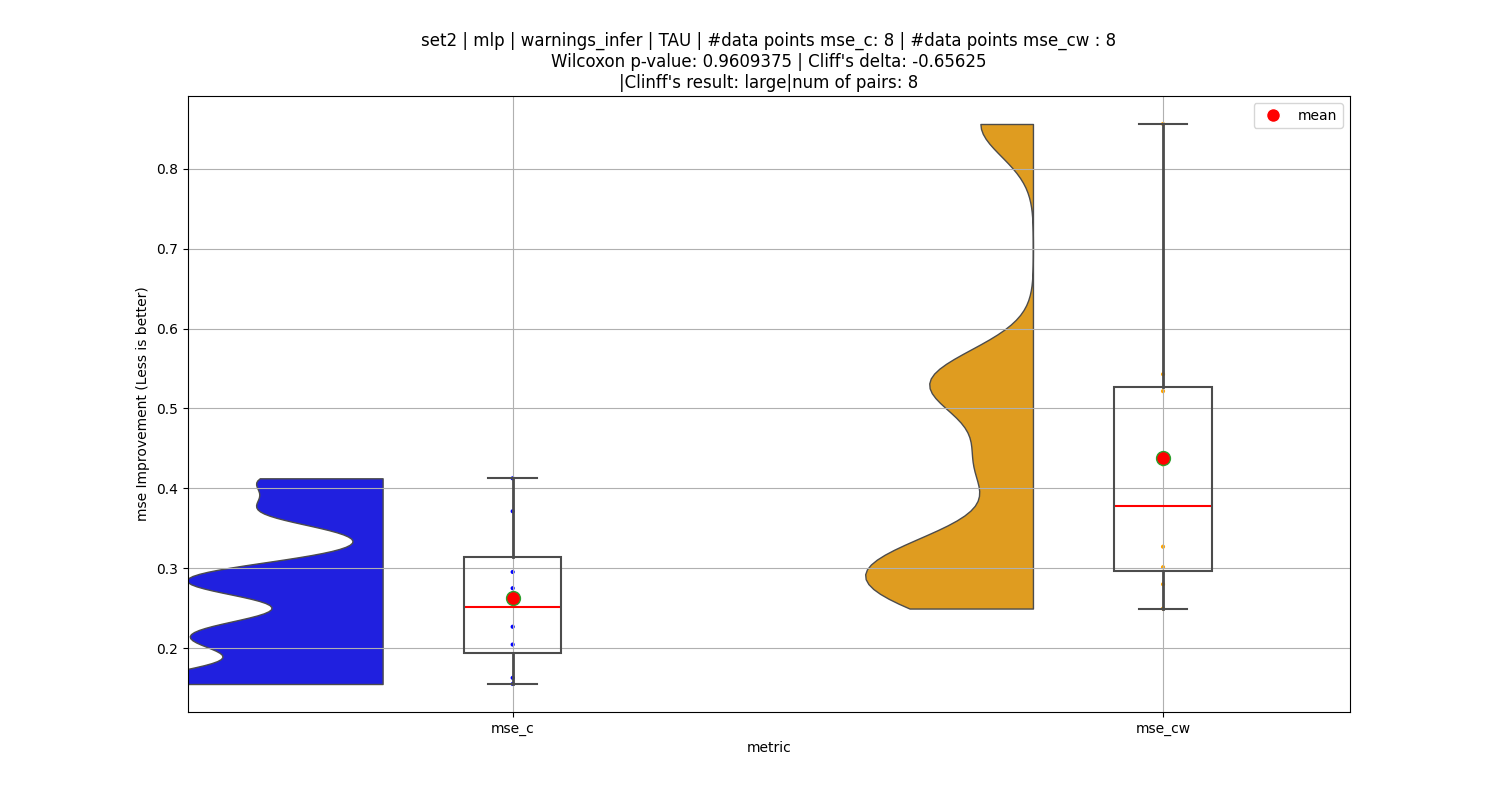 set2 | mlp | warnings_infer | TAU | #data points mse_c: 8 | #data points mse_cw : 8
Wilcoxon p-value: 0.9609375 | Cliff's delta: -0.65625
|Clinff's result: large|num of pairs: 8
mean
mse Improvement (Less is better)
0.8
0.7
0.6
0.5
0.4
0.3
0.2
mse_c
mse_cw
metric